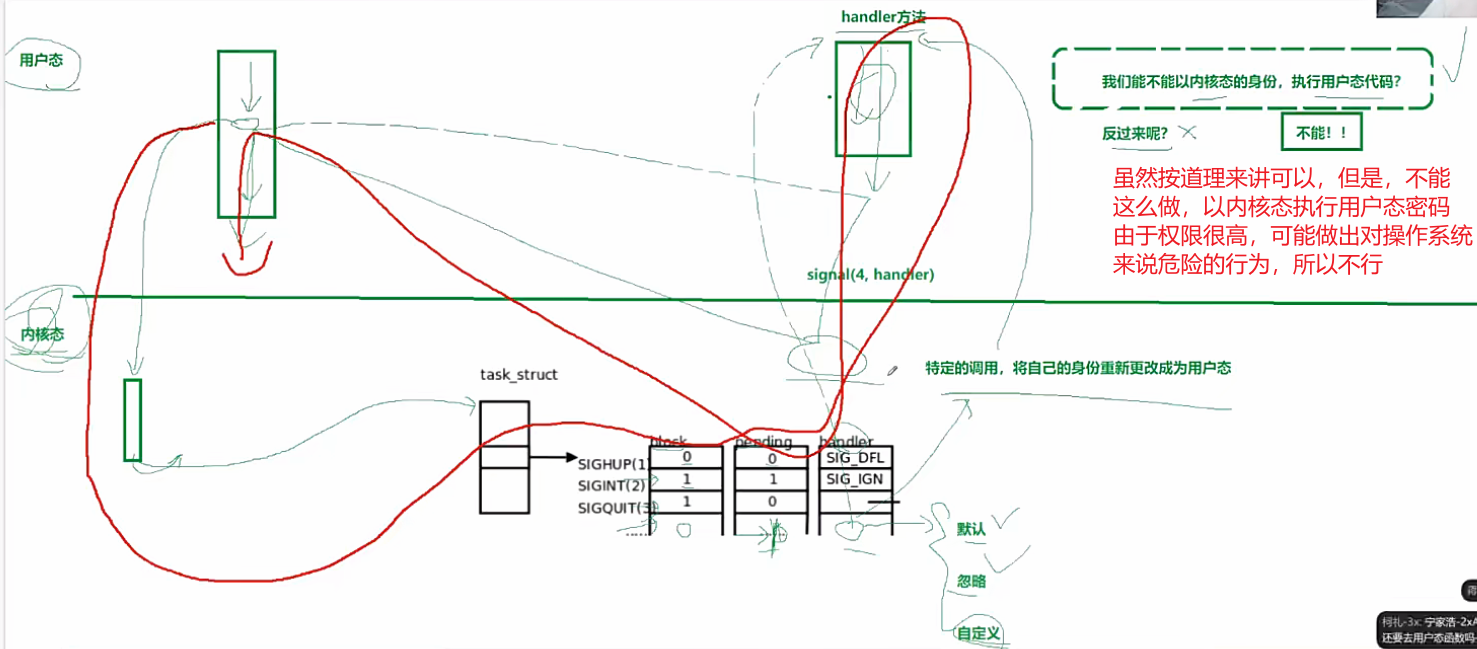 handler方法
用户态
我们能不能以内核态的身份，执行用户态代码？
反过来呢？
不能！！
虽然按道理来讲可以，但是，不能
这么做，以内核态执行用户态密码
由于权限很高，可能做出对操作系统
来说危险的行为，所以不行
signal(4, handler)
内核态
特定的调用，将自己的身份重新更改成为用户态
task_struct
block pending handler
SIGHUP(1) 0 0 SIG_DFL
SIGINT(2) 1 1 SIG_IGN
SIGQUIT(3) 1 0
......
默认
忽略
自定义
柯礼-3x: 宁家浩-2xA
还要去用户态函数吗